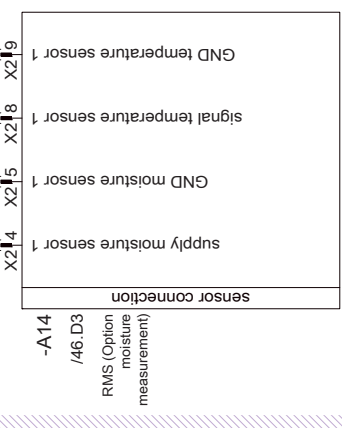 X2 9
GND temperature sensor 1
X2 8
signal temperature sensor 1
X2 5
GND moisture sensor 1
X2 4
supply moisture sensor 1
sensor connection
-A14
/46.D3
RMS (Option
moisture
measurement)